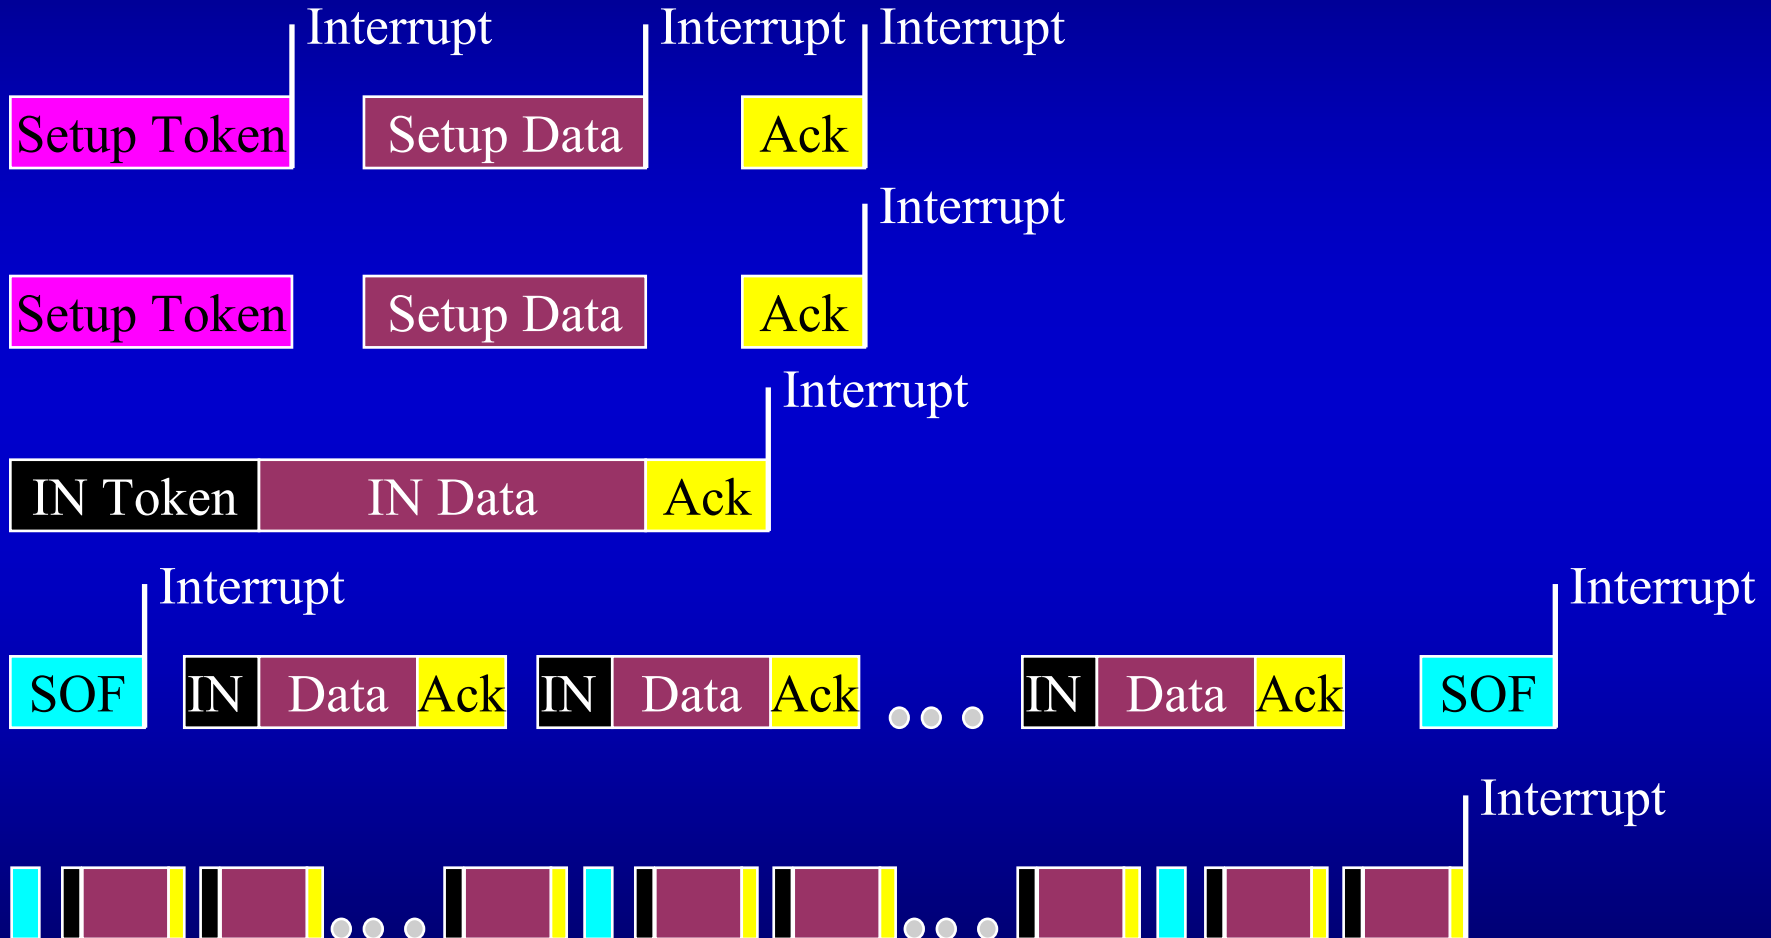 Interrupt Interrupt Interrupt
Setup Token Setup Data Ack
Interrupt
Setup Token Setup Data Ack
Interrupt
IN Token IN Data Ack
Interrupt Interrupt
SOF IN Data Ack IN Data Ack IN Data Ack SOF
Interrupt